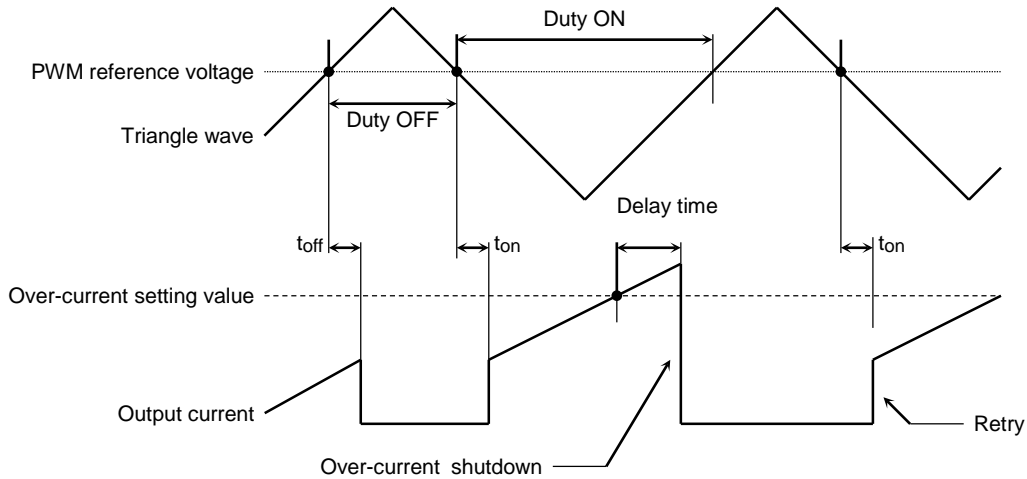 Duty ON
PWM reference voltage
Duty OFF
Triangle wave
Delay time
toff
ton
ton
Over-current setting value
Output current
Retry
Over-current shutdown